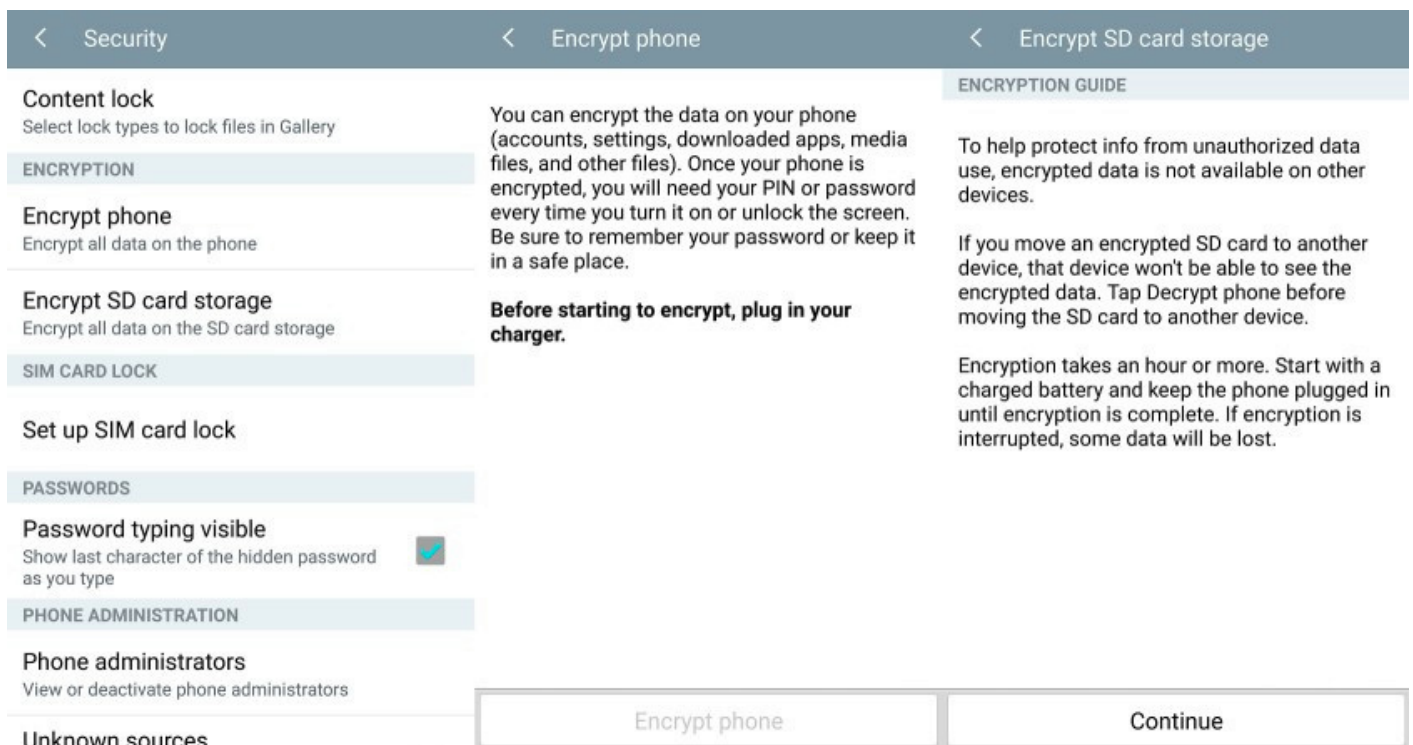 Security
Content lock
Select lock types to lock files in Gallery
ENCRYPTION
Encrypt phone
Encrypt all data on the phone
Encrypt SD card storage
Encrypt all data on the SD card storage
SIM CARD LOCK
Set up SIM card lock
PASSWORDS
Password typing visible
Show last character of the hidden password
as you type
PHONE ADMINISTRATION
Phone administrators
View or deactivate phone administrators
Unknown sources
Encrypt phone
You can encrypt the data on your phone
(accounts, settings, downloaded apps, media
files, and other files). Once your phone is
encrypted, you will need your PIN or password
every time you turn it on or unlock the screen.
Be sure to remember your password or keep it
in a safe place.
Before starting to encrypt, plug in your
charger.
Encrypt phone
Encrypt SD card storage
ENCRYPTION GUIDE
To help protect info from unauthorized data
use, encrypted data is not available on other
devices.
If you move an encrypted SD card to another
device, that device won't be able to see the
encrypted data. Tap Decrypt phone before
moving the SD card to another device.
Encryption takes an hour or more. Start with a
charged battery and keep the phone plugged in
until encryption is complete. If encryption is
interrupted, some data will be lost.
Continue